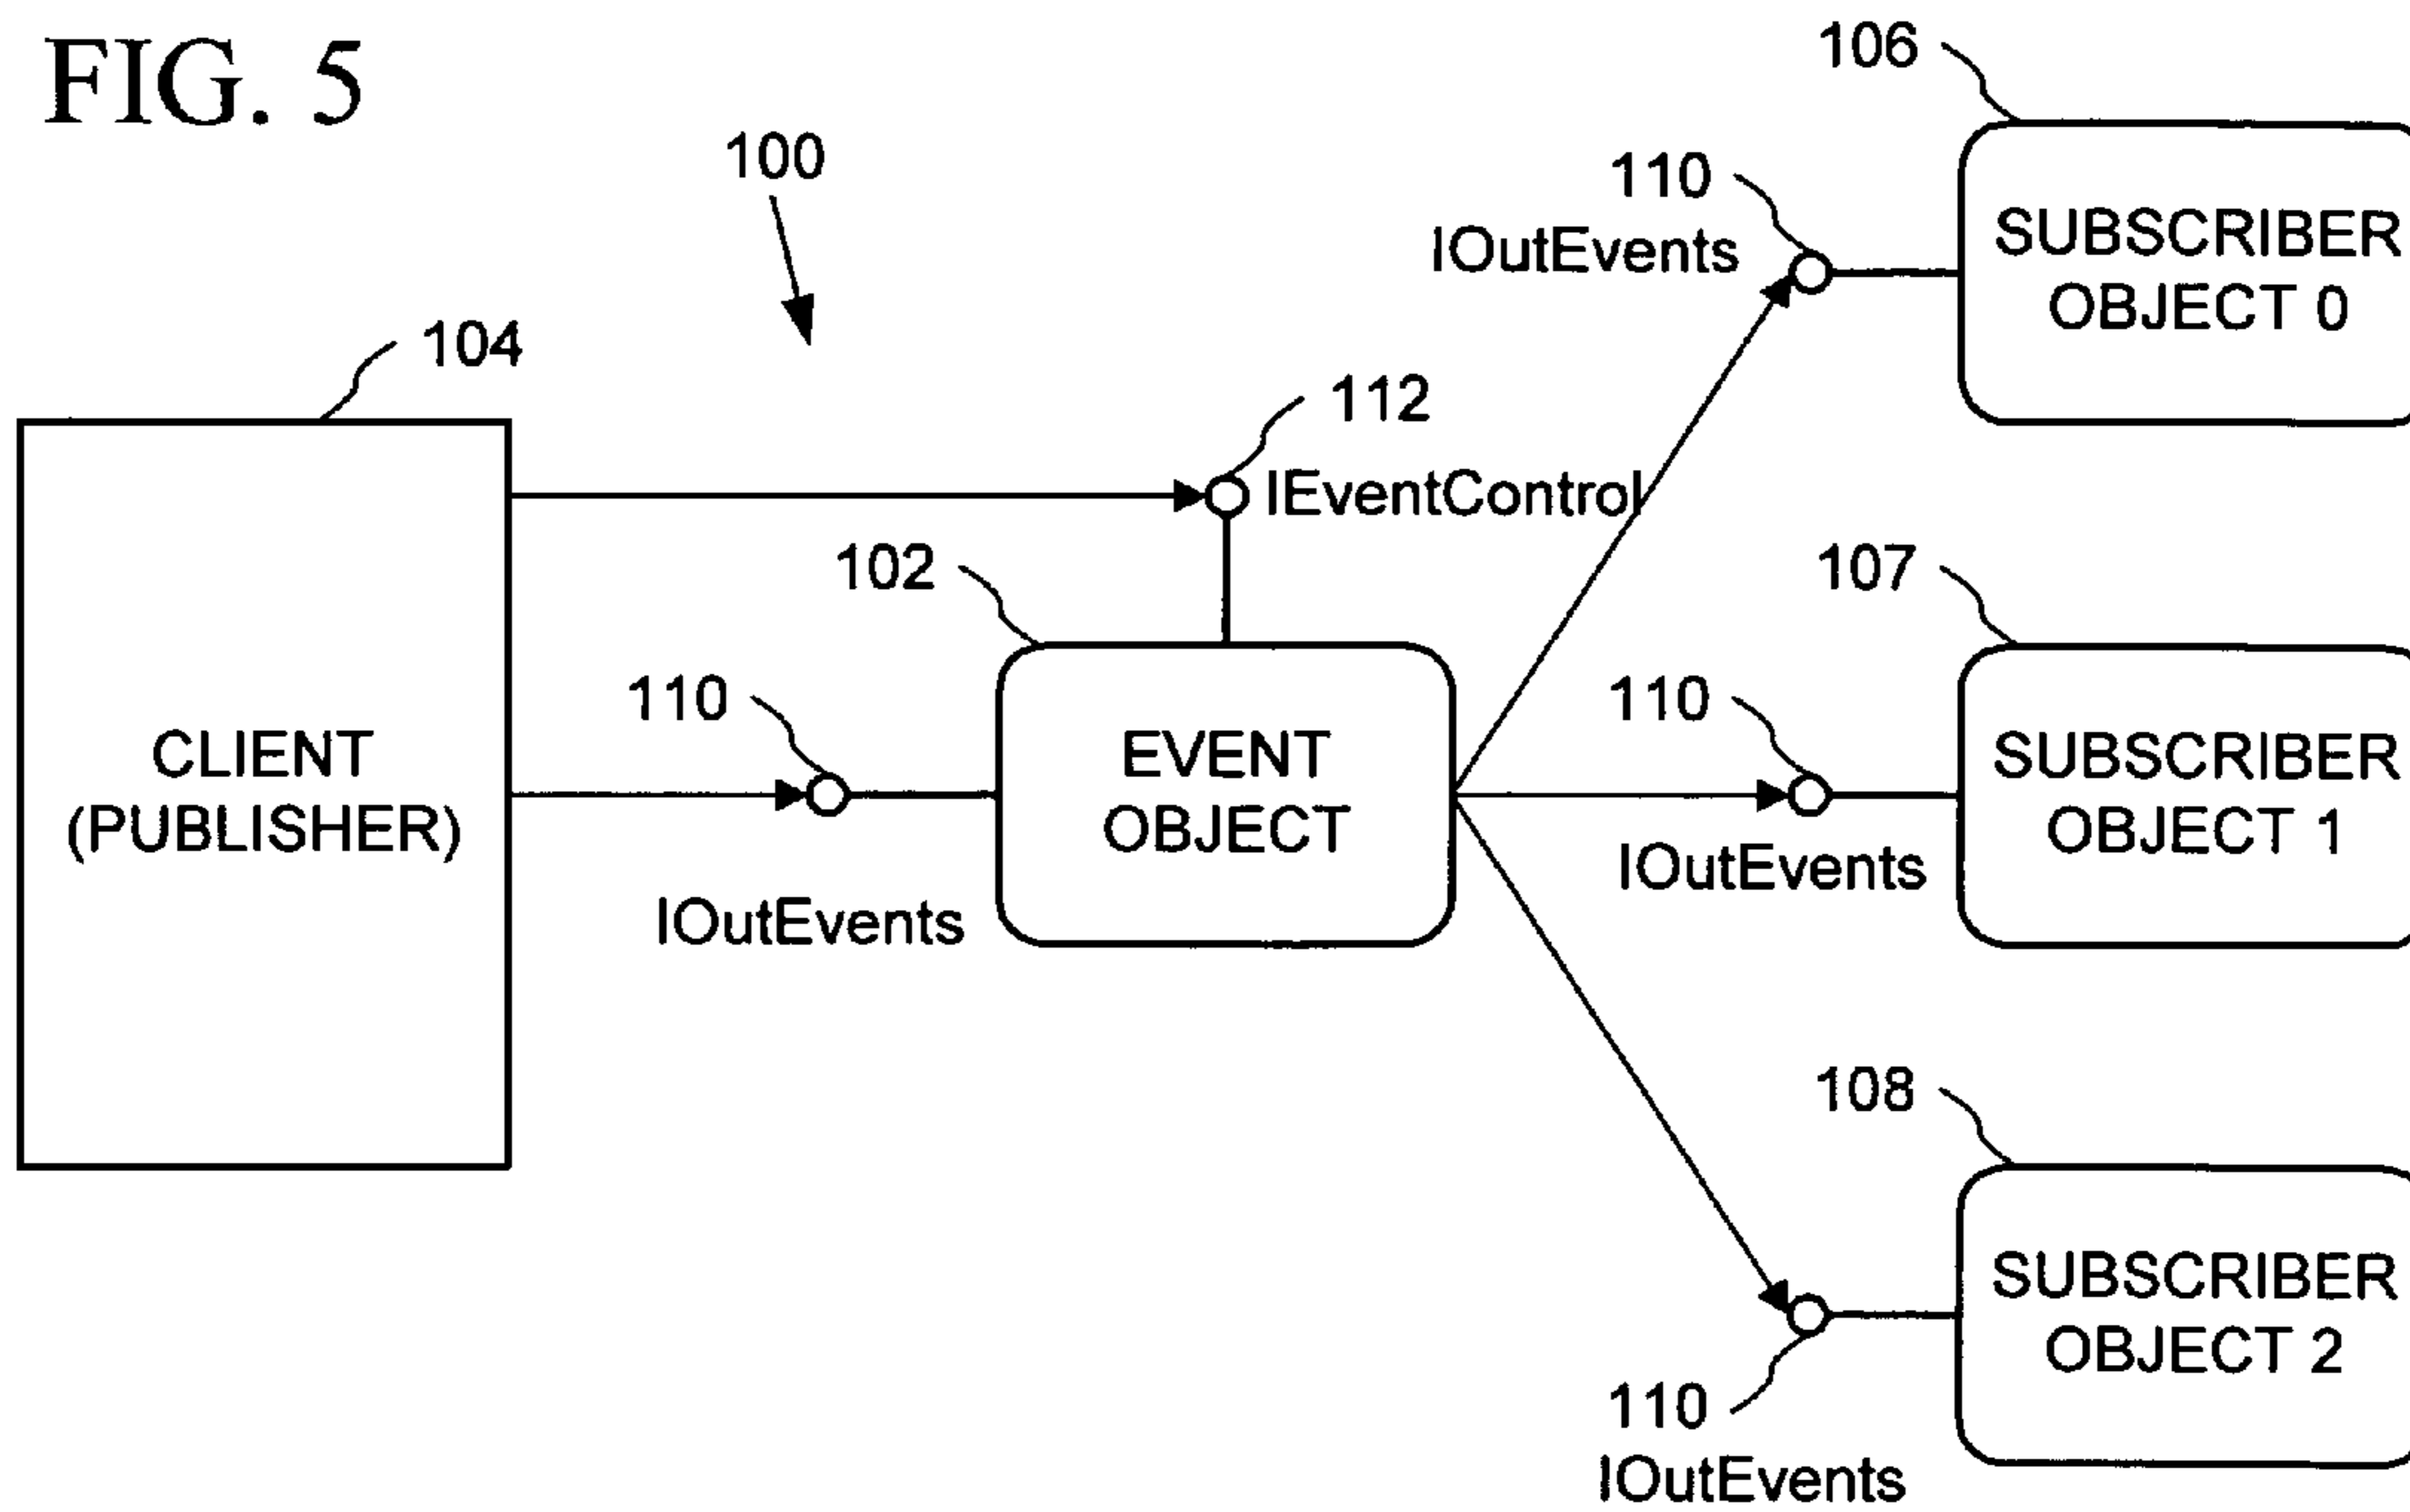 FIG. 5
100
106
110
IOutEvents
SUBSCRIBER
OBJECT 0
104
112
IEventControl
102
107
110
CLIENT
(PUBLISHER)
IOutEvents
EVENT
OBJECT
110
SUBSCRIBER
OBJECT 1
IOutEvents
108
SUBSCRIBER
OBJECT 2
110
IOutEvents